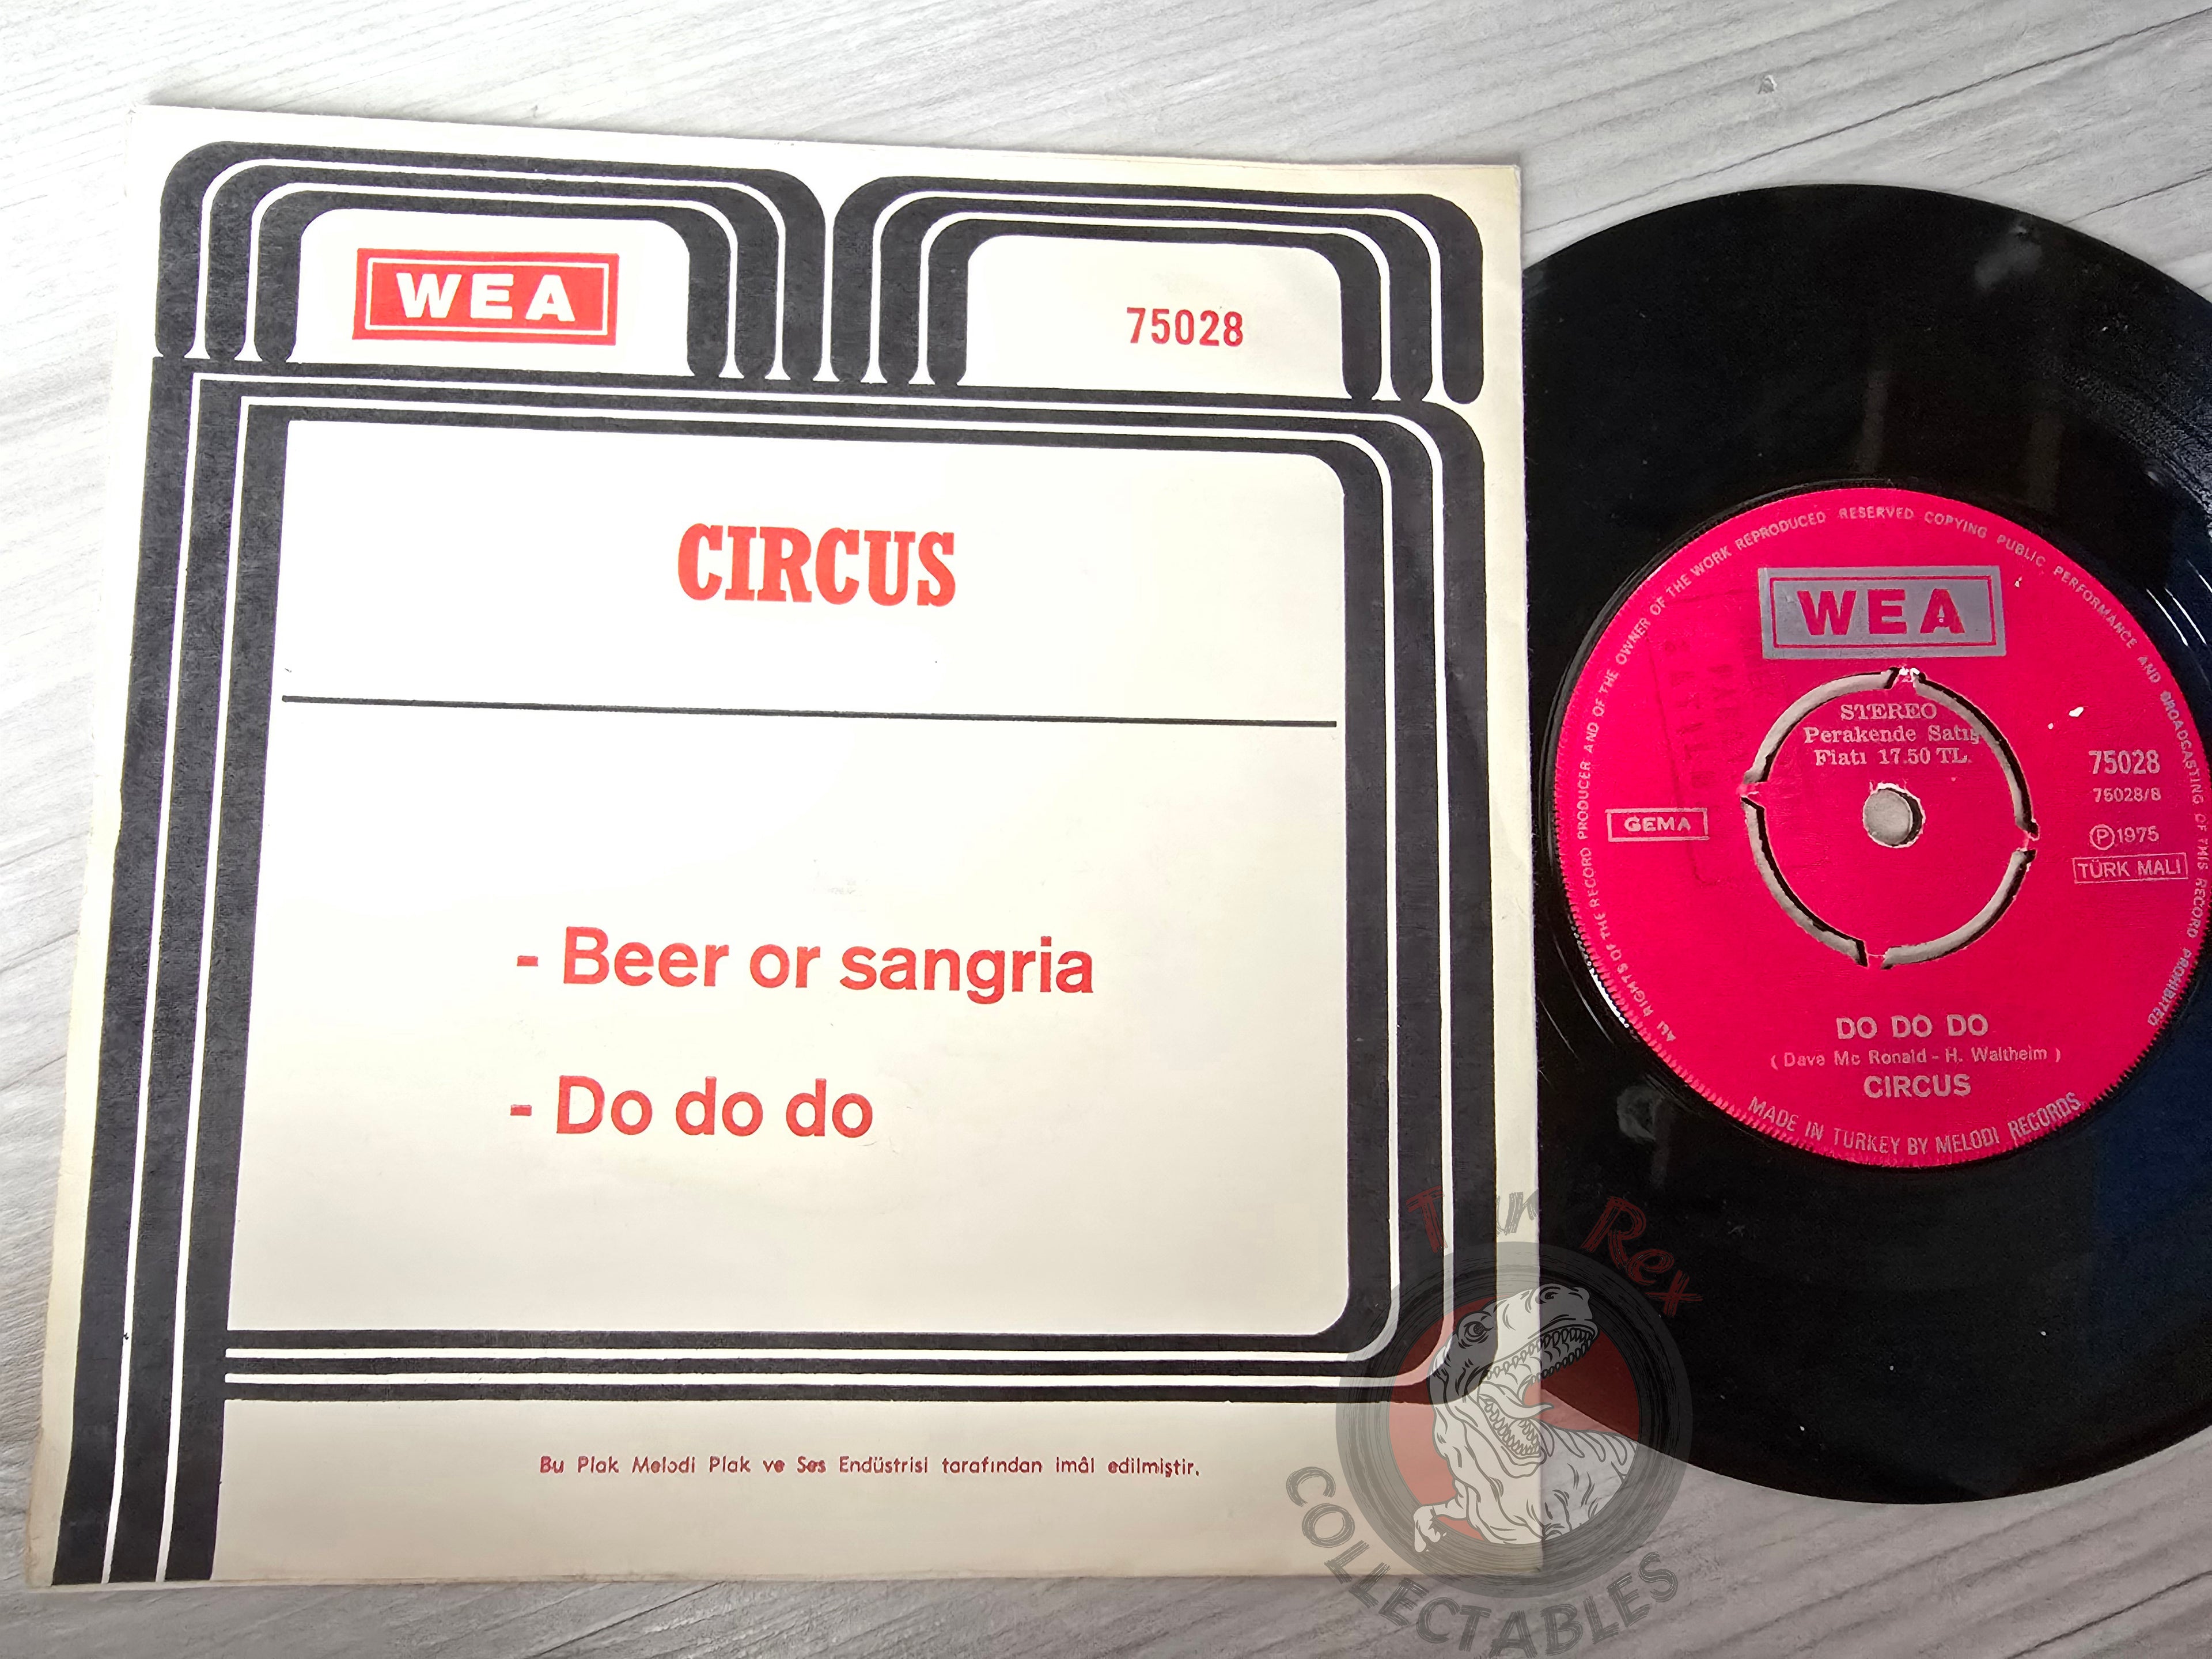 WEA
75028
CIRCUS
- Beer or sangria
- Do do do
Bu Plak Melodi Plak ve Ses Endüstrisi tarafından imâl edilmiştir.
ALL RIGHTS OF THE RECORD PRODUCER AND OF THE OWNER OF THE WORK REPRODUCED RESERVED COPYING PUBLIC PERFORMANCE AND BROADCASTING OF THIS RECORD PROHIBITED
WEA
STEREO
Perakende Satış
Fiatı 17.50 TL.
75028
75028/B
GEMA
Ⓟ1975
TÜRK MALI
DO DO DO
( Dave Mc Ronald - H. Waltheim )
CIRCUS
MADE IN TURKEY BY MELODI RECORDS
Rex
COLLECTABLES